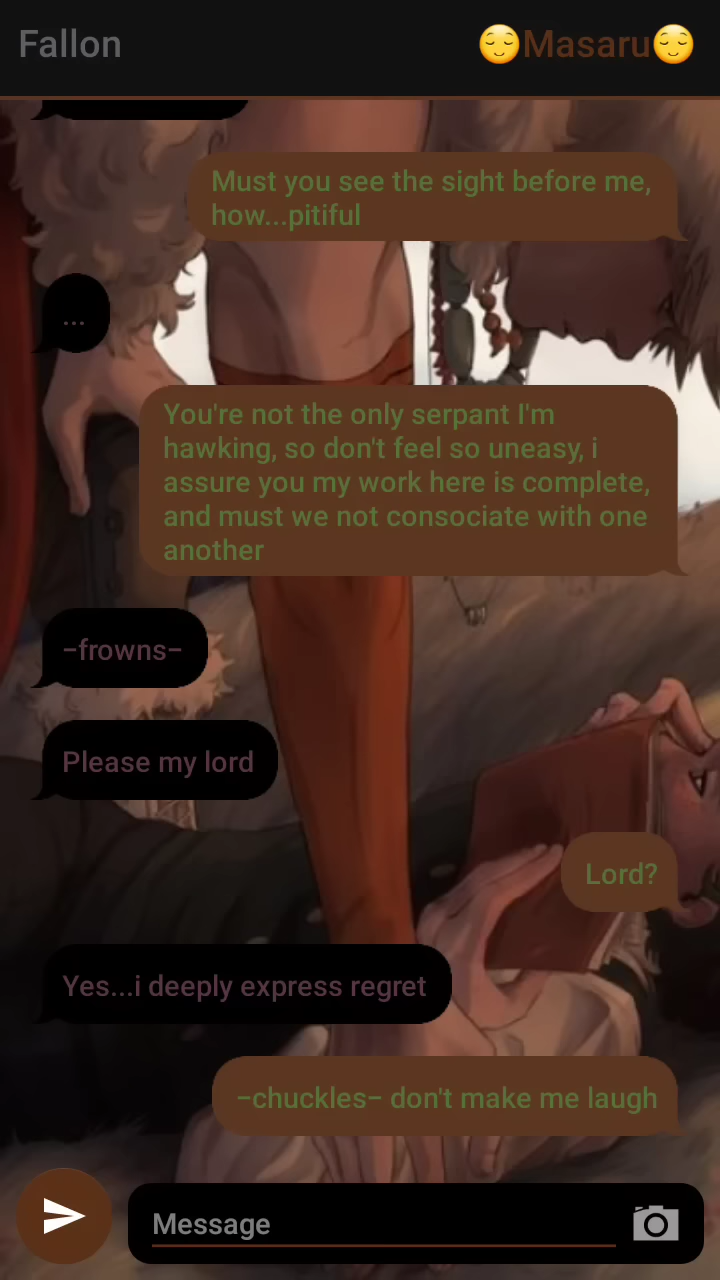 Fallon
😌Masaru😌
Must you see the sight before me,
how...pitiful
...
You're not the only serpant I'm
hawking, so don't feel so uneasy, i
assure you my work here is complete,
and must we not consociate with one
another
–frowns–
Please my lord
Lord?
Yes...i deeply express regret
–chuckles– don't make me laugh
Message